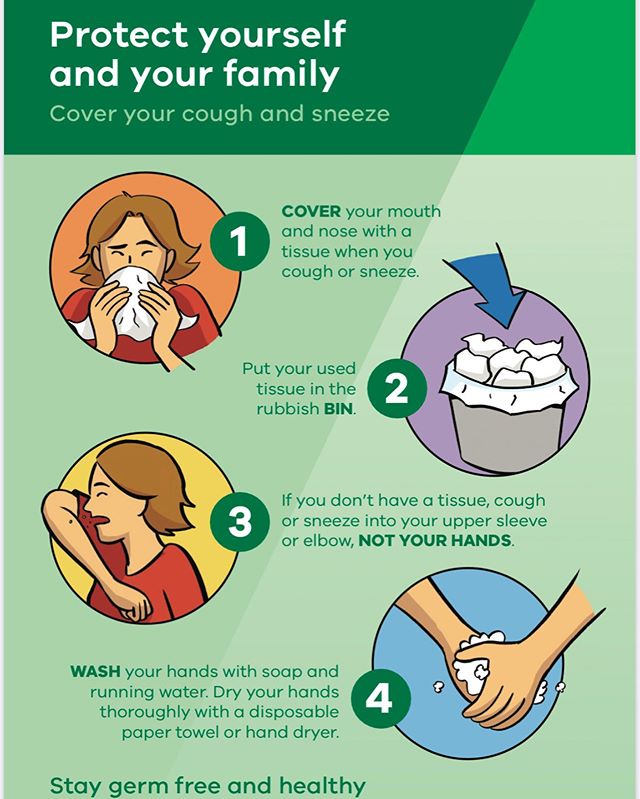 Protect yourself
and your family
Cover your cough and sneeze
1
COVER your mouth
and nose with a
tissue when you
cough or sneeze.
Put your used
tissue in the
rubbish BIN.
2
3
If you don’t have a tissue, cough
or sneeze into your upper sleeve
or elbow, NOT YOUR HANDS.
WASH your hands with soap and
running water. Dry your hands
thoroughly with a disposable
paper towel or hand dryer.
4
Stay germ free and healthy